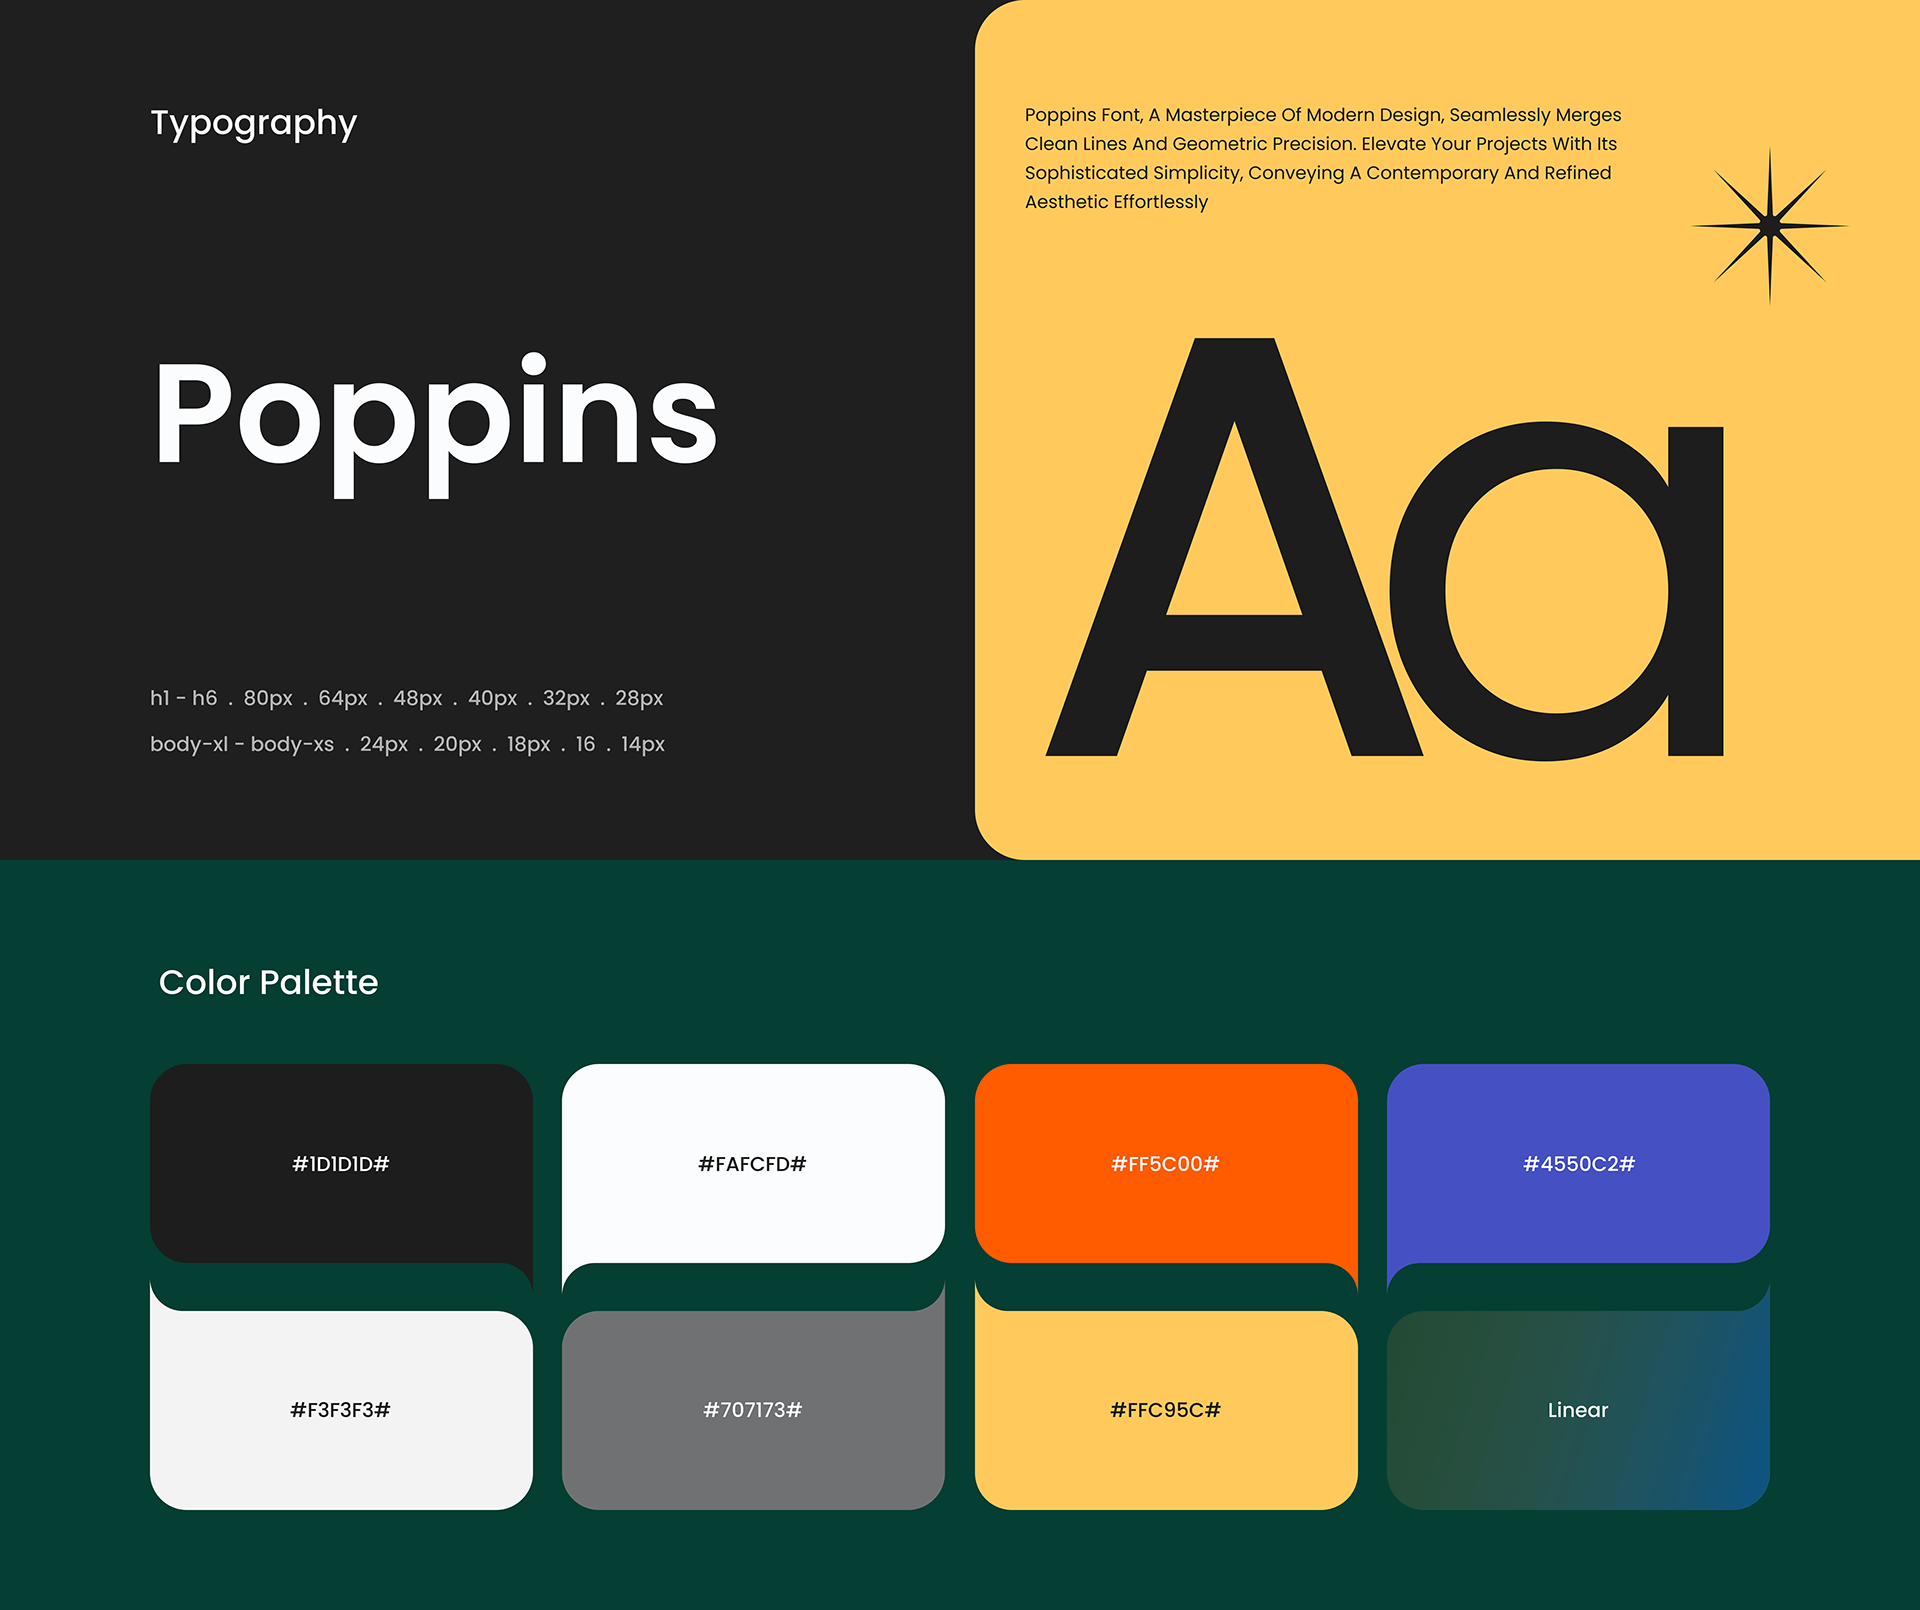 Typography
Poppins Font, A Masterpiece Of Modern Design, Seamlessly Merges
Clean Lines And Geometric Precision. Elevate Your Projects With Its
Sophisticated Simplicity, Conveying A Contemporary And Refined
Aesthetic Effortlessly
Poppins
Aa
h1 - h6 . 80px . 64px . 48px . 40px . 32px . 28px
body-xl - body-xs . 24px . 20px . 18px . 16 . 14px
Color Palette
#1D1D1D#
#FAFCFD#
#FF5C00#
#4550C2#
#F3F3F3#
#707173#
#FFC95C#
Linear